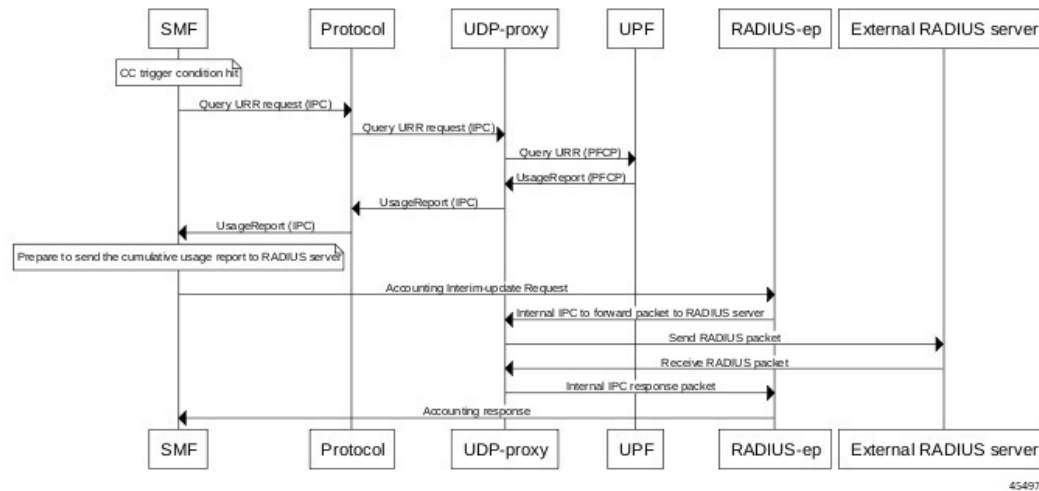 SMF Protocol UDP-proxy UPF RADIUS-ep External RADIUS server
CC trigger condition hit
Query URR request (IPC)
Query URR request (IPC)
Query URR (PFCP)
UsageReport (PFCP)
UsageReport (IPC)
UsageReport (IPC)
Prepare to send the cumulative usage report to RADIUS server
Accounting Interim-update Request
Internal IPC to forward packet to RADIUS server
Send RADIUS packet
Receive RADIUS packet
Internal IPC response packet
Accounting response
SMF Protocol UDP-proxy UPF RADIUS-ep External RADIUS server
45497